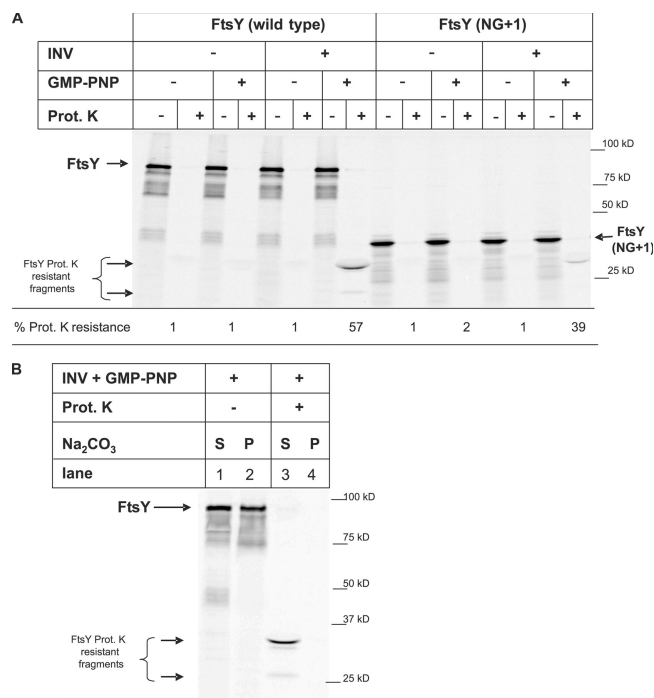 A
FtsY (wild type) FtsY (NG+1)
INV - + - +
GMP-PNP - + - + - + - +
Prot. K - + - + - + - + - + - + - + - +
100 kD
FtsY
75 kD
50 kD
FtsY
(NG+1)
FtsY Prot. K
resistant
fragments
25 kD
% Prot. K resistance 1 1 1 57 1 2 1 39
B
INV + GMP-PNP + +
Prot. K - +
Na₂CO₃ S P S P
lane 1 2 3 4
100 kD
FtsY
75 kD
50 kD
37 kD
FtsY Prot. K
resistant
fragments
25 kD